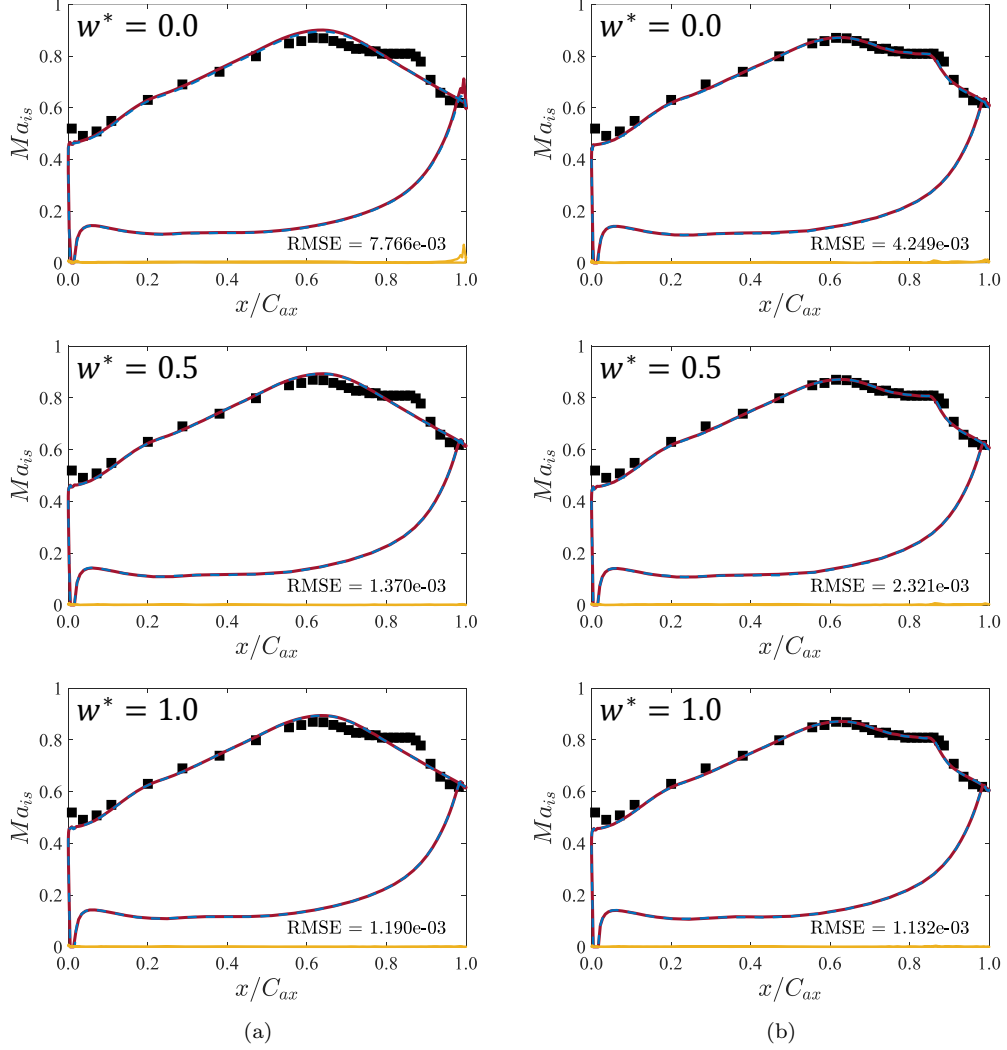 w* = 0.0
1
0.8
0.6
0.4
0.2
0
Ma_is
RMSE = 7.766e-03
0.0 0.2 0.4 0.6 0.8 1.0
x/C_ax
w* = 0.0
1
0.8
0.6
0.4
0.2
0
Ma_is
RMSE = 4.249e-03
0.0 0.2 0.4 0.6 0.8 1.0
x/C_ax
w* = 0.5
1
0.8
0.6
0.4
0.2
0
Ma_is
RMSE = 1.370e-03
0.0 0.2 0.4 0.6 0.8 1.0
x/C_ax
w* = 0.5
1
0.8
0.6
0.4
0.2
0
Ma_is
RMSE = 2.321e-03
0.0 0.2 0.4 0.6 0.8 1.0
x/C_ax
w* = 1.0
1
0.8
0.6
0.4
0.2
0
Ma_is
RMSE = 1.190e-03
0.0 0.2 0.4 0.6 0.8 1.0
x/C_ax
w* = 1.0
1
0.8
0.6
0.4
0.2
0
Ma_is
RMSE = 1.132e-03
0.0 0.2 0.4 0.6 0.8 1.0
x/C_ax
(a)
(b)